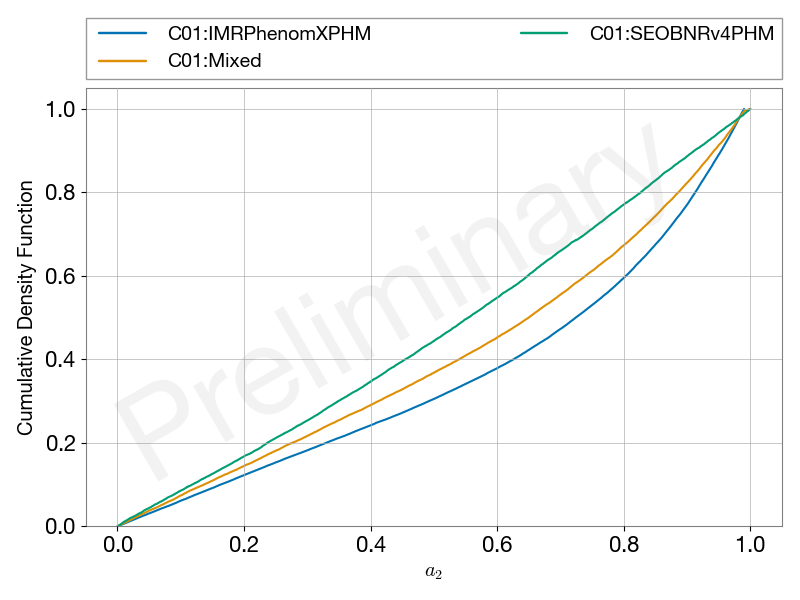 C01:IMRPhenomXPHM
C01:Mixed
C01:SEOBNRv4PHM
Cumulative Density Function
1.0
0.8
0.6
0.4
0.2
0.0
Preliminary
0.0 0.2 0.4 0.6 0.8 1.0
a₂